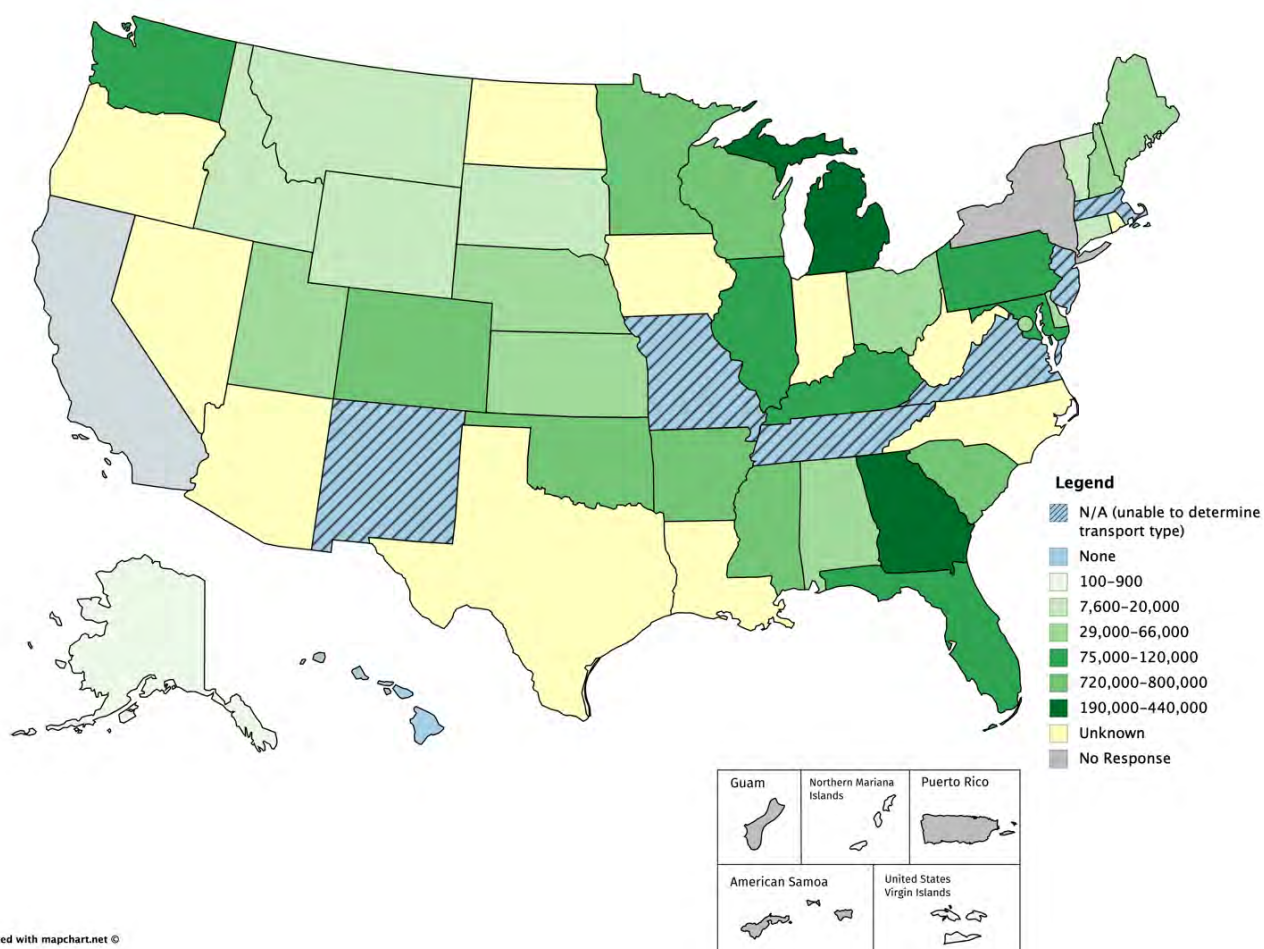 Legend
N/A (unable to determine
transport type)
None
100–900
7,600–20,000
29,000–66,000
75,000–120,000
720,000–800,000
190,000–440,000
Unknown
No Response
Guam
Northern Mariana
Islands
Puerto Rico
American Samoa
United States
Virgin Islands
ed with mapchart.net ©